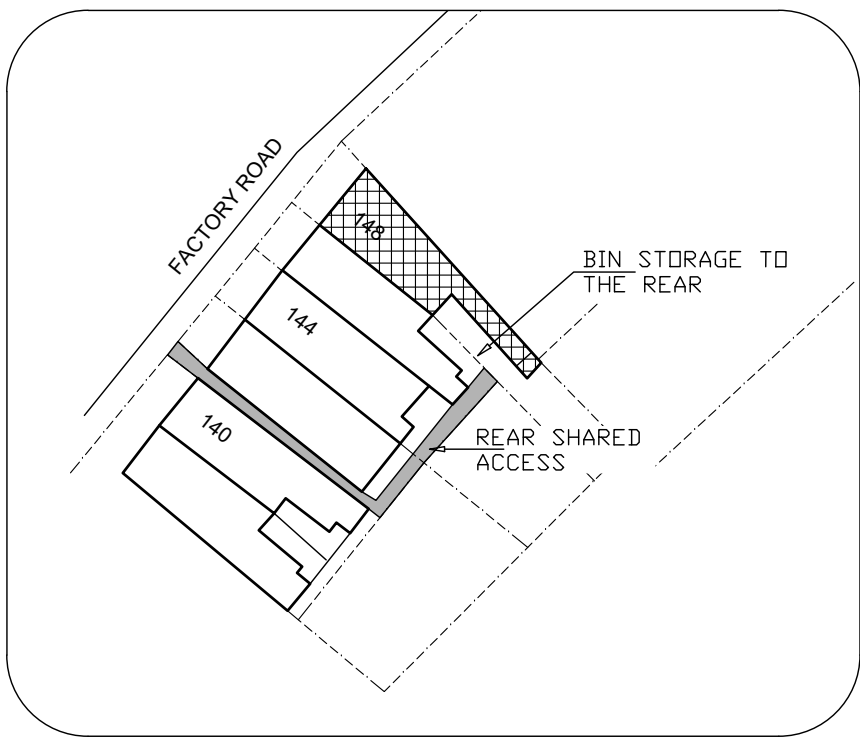 FACTORY ROAD
148
BIN STORAGE TO
THE REAR
144
140
REAR SHARED
ACCESS